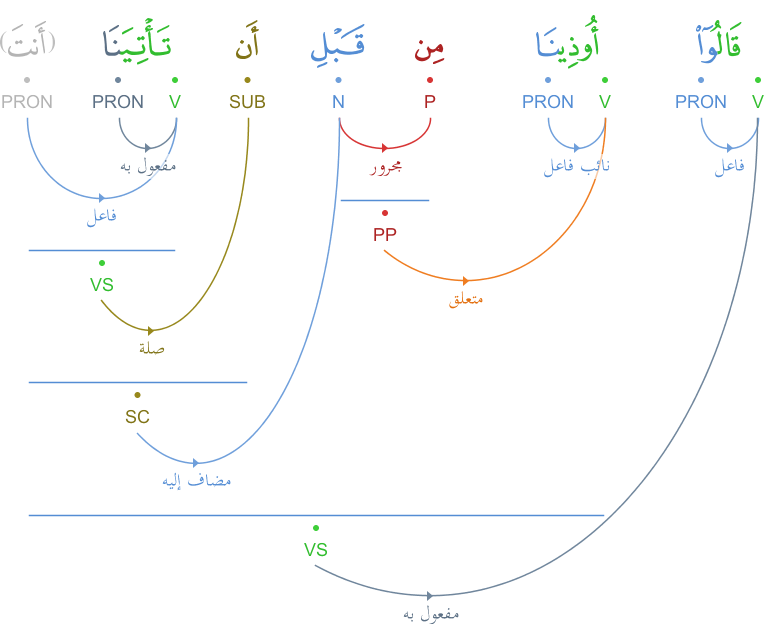 قَالُوٓا۟ أُوذِينَا مِن قَبْلِ أَن تَأْتِيَنَا (أَنتَ)
V PRON V PRON P N SUB V PRON PRON
فاعل نائب فاعل مجرور مفعول به
فاعل
PP
VS
متعلق
صلة
SC
مضاف إليه
VS
مفعول به